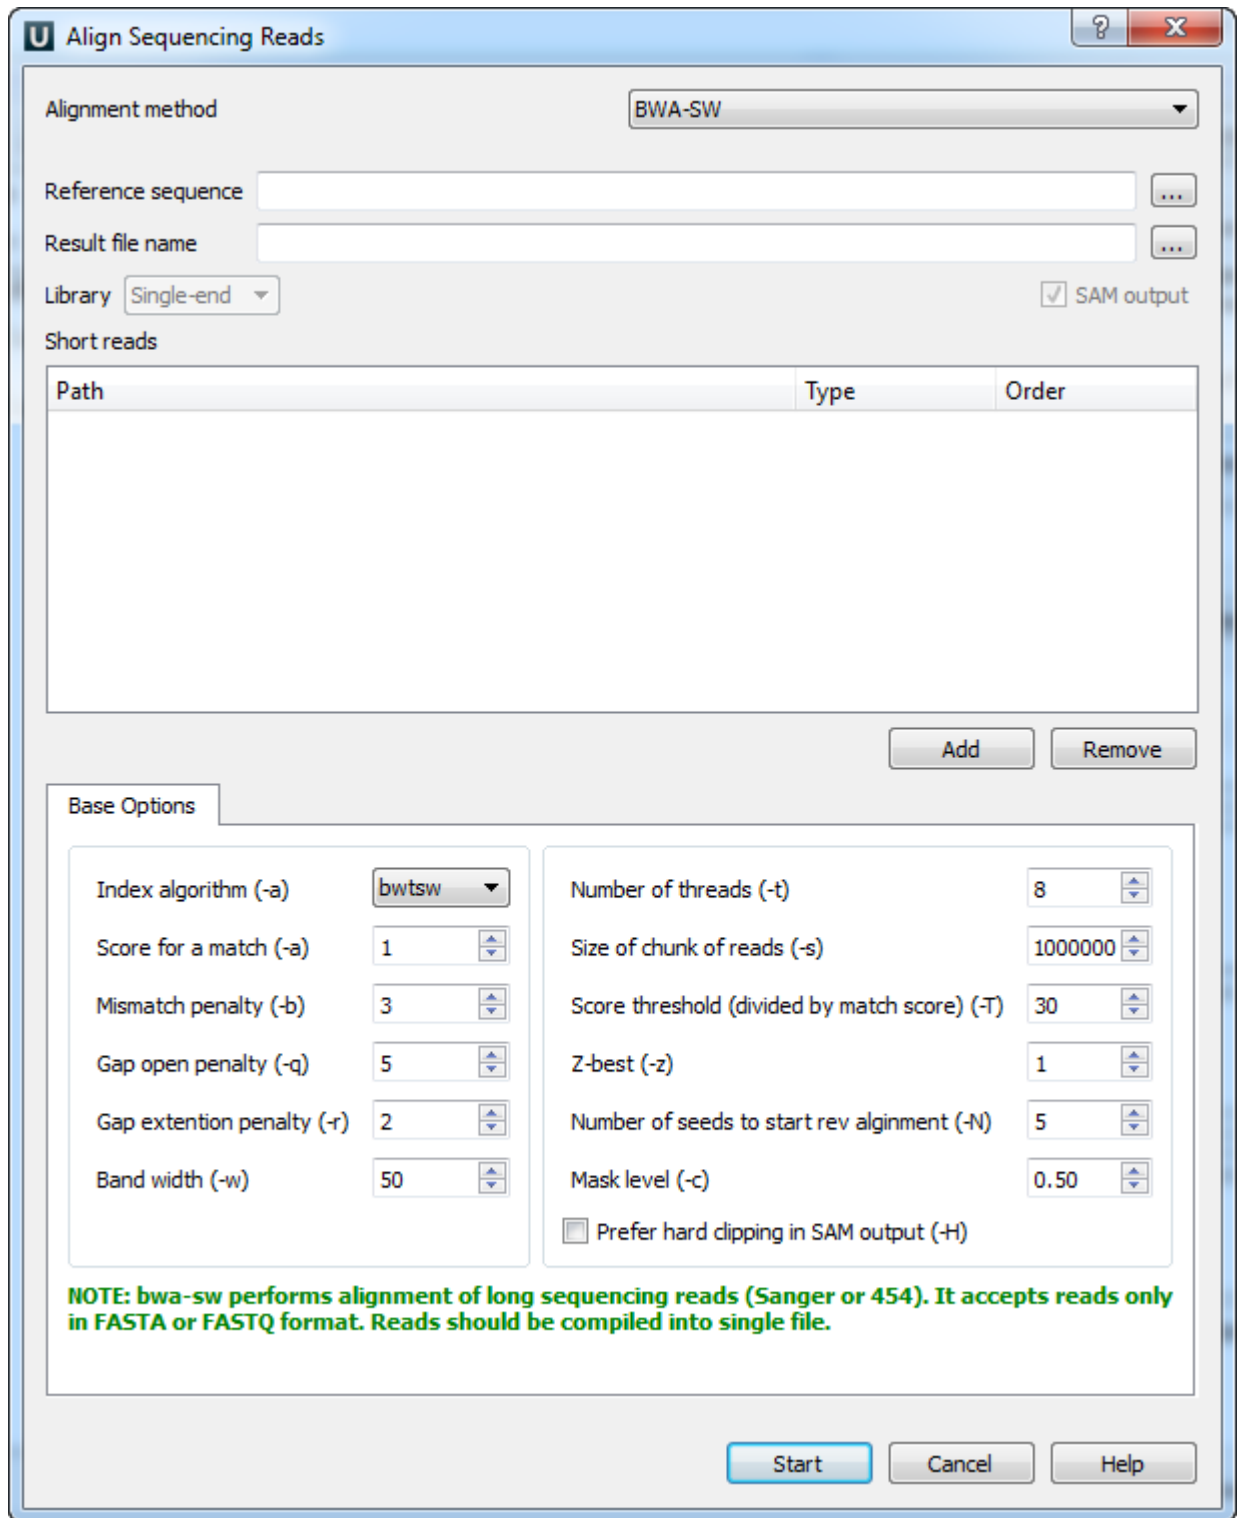 U Align Sequencing Reads ? X
Alignment method BWA-SW
Reference sequence ...
Result file name ...
Library Single-end SAM output
Short reads
Path Type Order
Add Remove
Base Options
Index algorithm (-a) bwtsw Number of threads (-t) 8
Score for a match (-a) 1 Size of chunk of reads (-s) 1000000
Mismatch penalty (-b) 3 Score threshold (divided by match score) (-T) 30
Gap open penalty (-q) 5 Z-best (-z) 1
Gap extention penalty (-r) 2 Number of seeds to start rev alginment (-N) 5
Band width (-w) 50 Mask level (-c) 0.50
Prefer hard clipping in SAM output (-H)
NOTE: bwa-sw performs alignment of long sequencing reads (Sanger or 454). It accepts reads only
in FASTA or FASTQ format. Reads should be compiled into single file.
Start Cancel Help